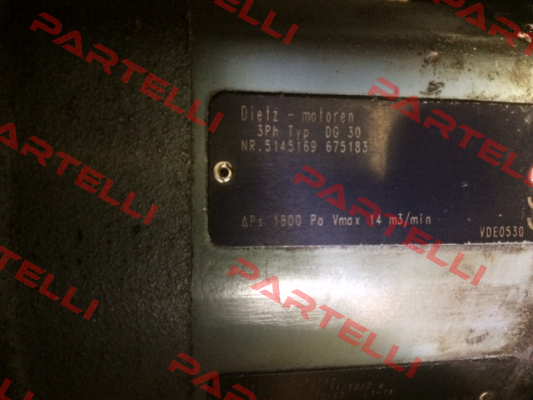 PARTELLI
PARTELLI
PARTELLI
PARTELLI
PARTELLI
PARTELLI
Dietz - motoren
3Ph Typ DG 30
NR.5145169 675183
ΔPs 1800 Pa Vmax 14 m3/min
VDE0530